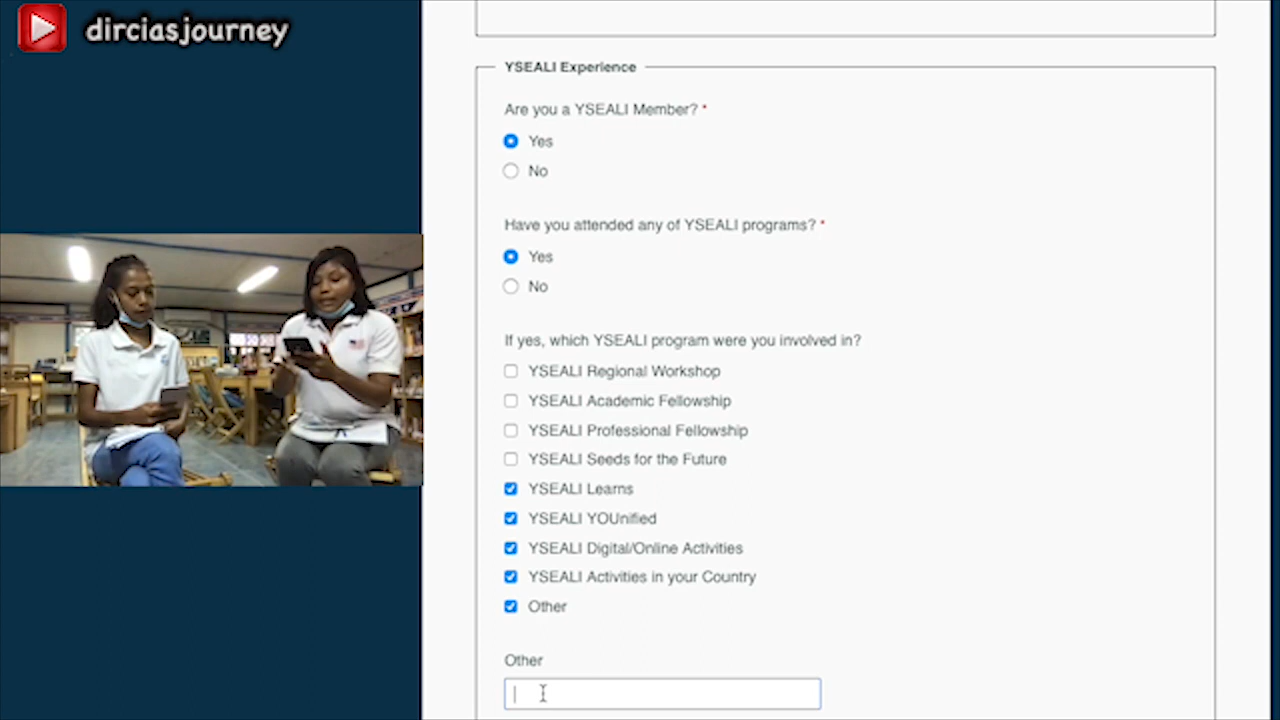 dirciasjourney
YSEALI Experience
Are you a YSEALI Member? *
Yes
No
Have you attended any of YSEALI programs? *
Yes
No
If yes, which YSEALI program were you involved in?
YSEALI Regional Workshop
YSEALI Academic Fellowship
YSEALI Professional Fellowship
YSEALI Seeds for the Future
YSEALI Learns
YSEALI YOUnified
YSEALI Digital/Online Activities
YSEALI Activities in your Country
Other
Other